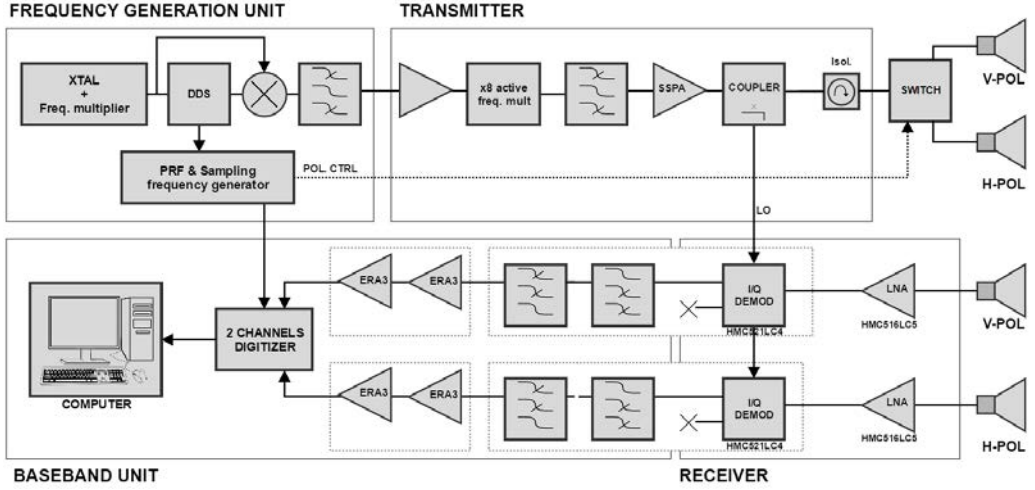 FREQUENCY GENERATION UNIT
TRANSMITTER
XTAL
+
Freq. multiplier
DDS
x8 active
freq. mult
SSPA
COUPLER
Isol.
SWITCH
V-POL
H-POL
PRF & Sampling
frequency generator
POL. CTRL
LO
ERA3
ERA3
I/Q
DEMOD
HMC521LC4
LNA
HMC516LC5
V-POL
2 CHANNELS
DIGITIZER
COMPUTER
ERA3
ERA3
I/Q
DEMOD
HMC521LC4
LNA
HMC516LC5
H-POL
BASEBAND UNIT
RECEIVER